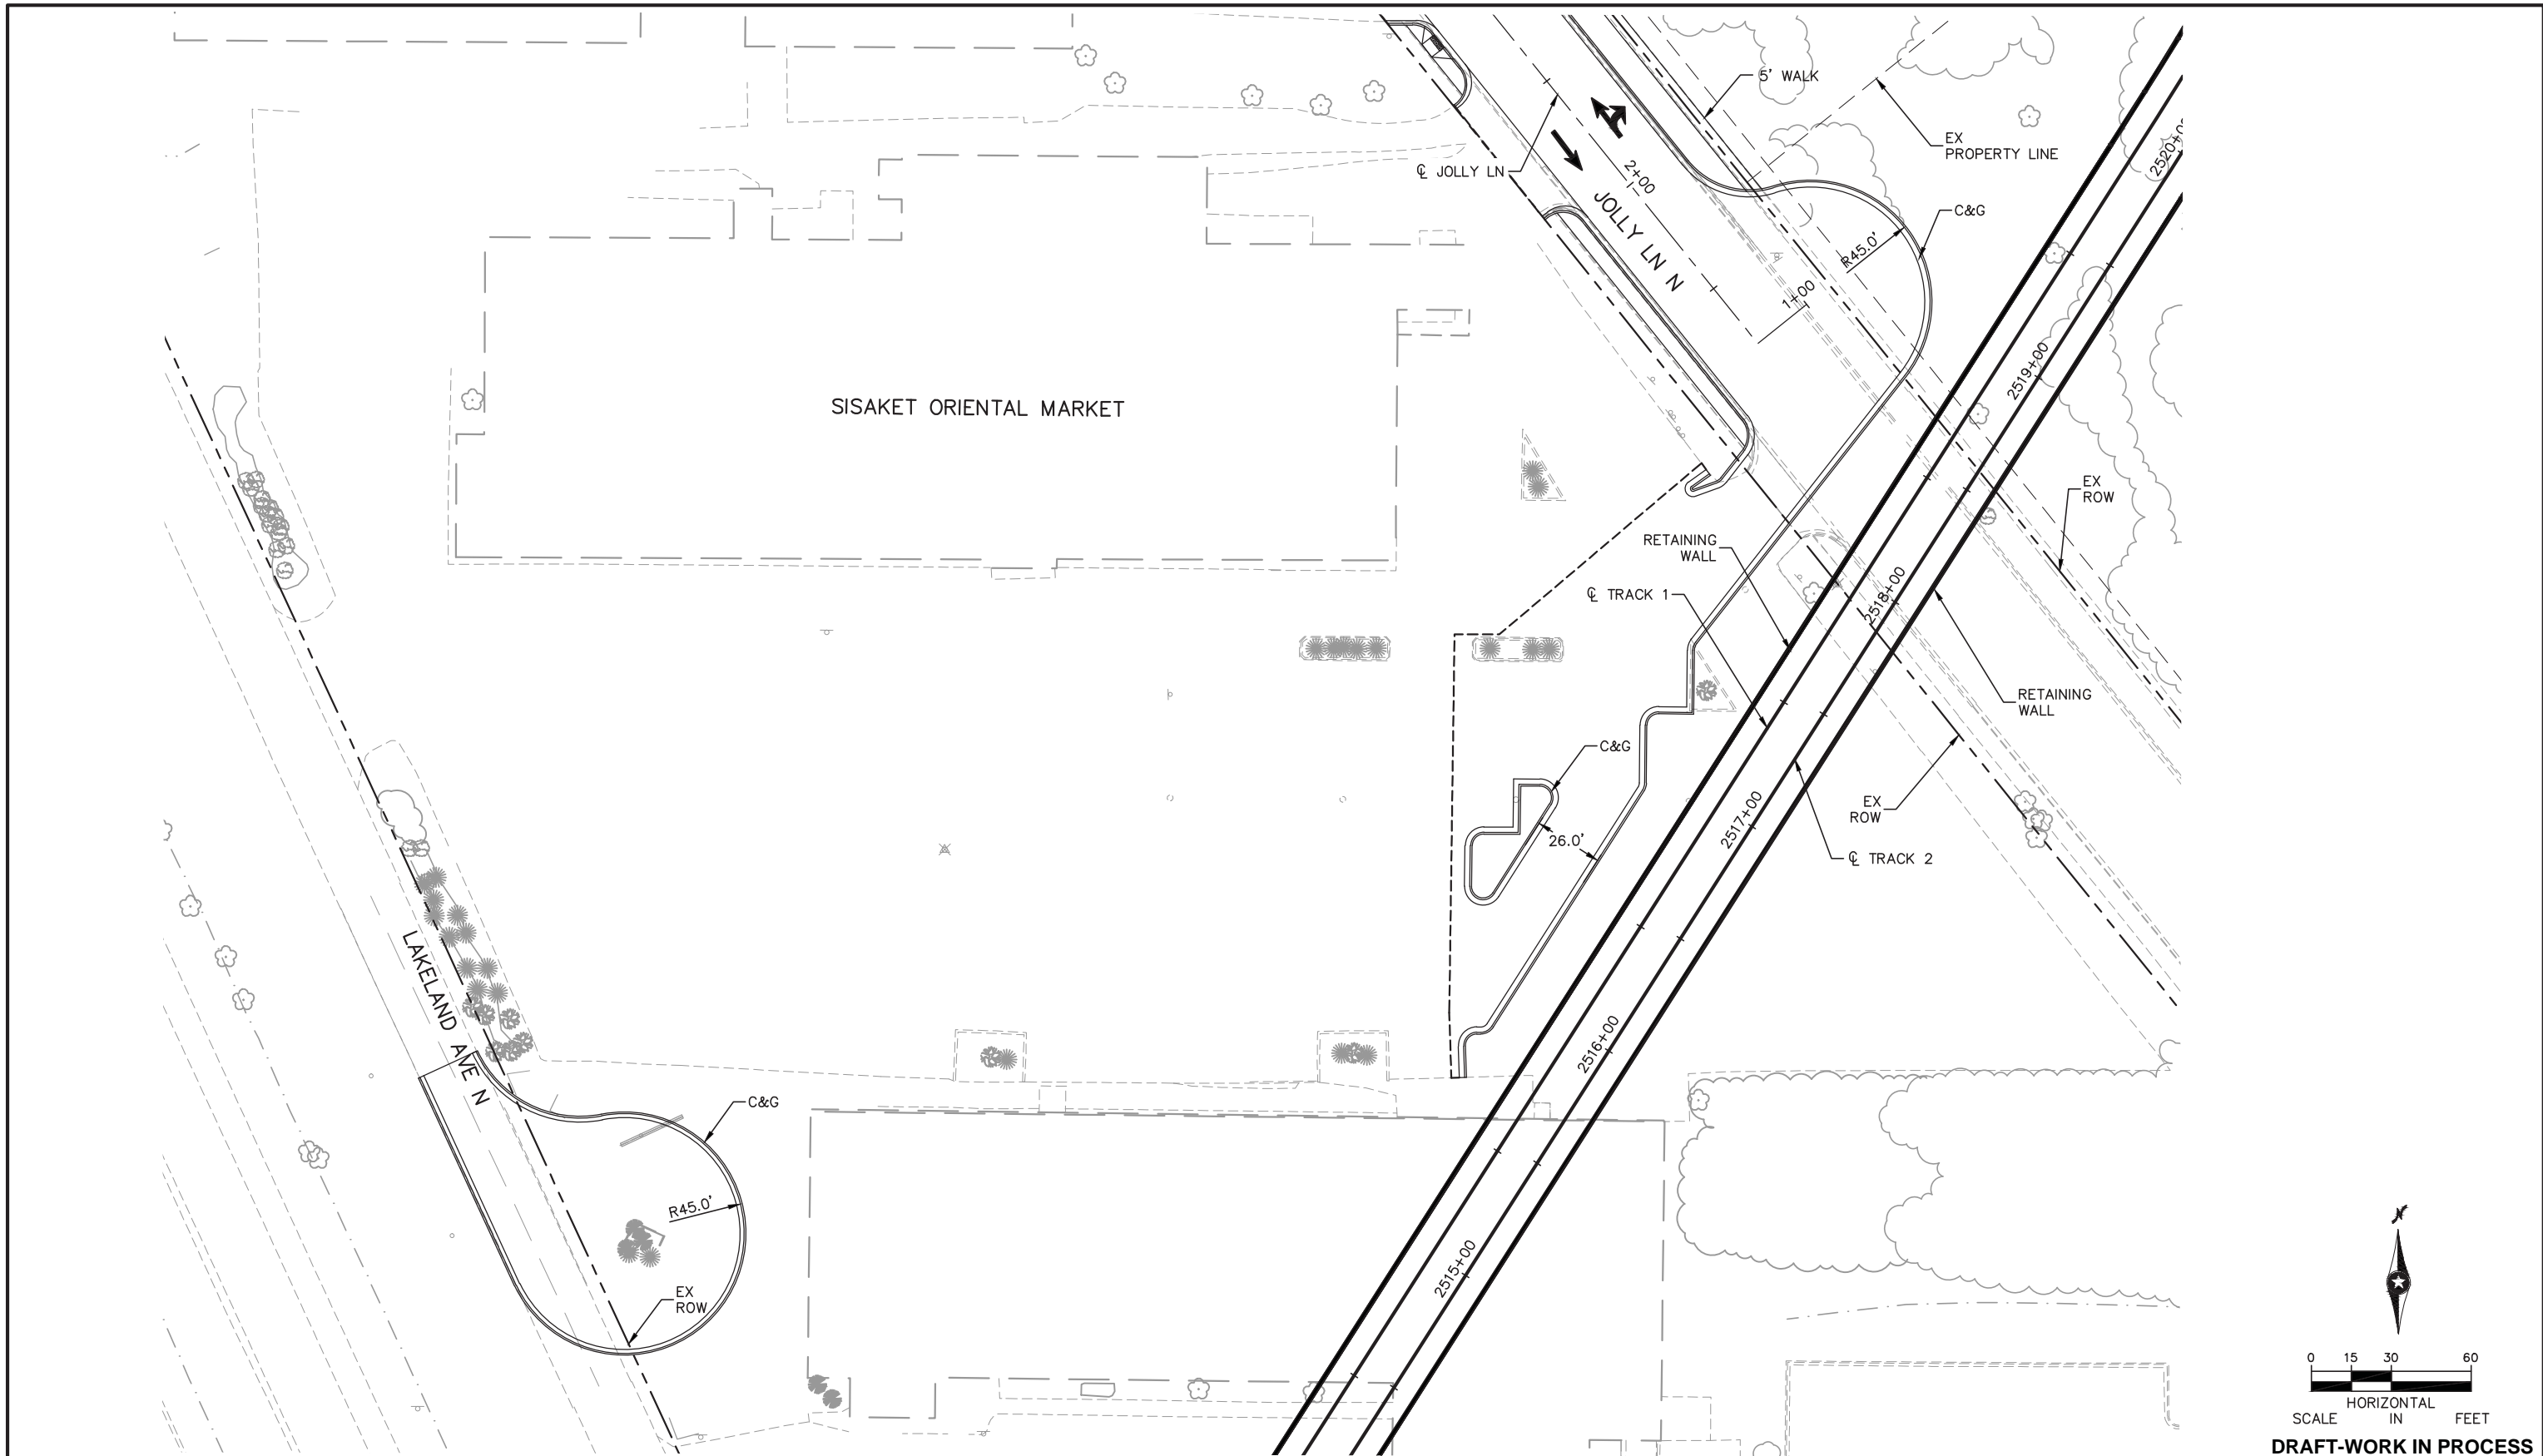 5' WALK
EX
PROPERTY LINE
℄ JOLLY LN
2+00
JOLLY LN N
C&G
R45.0'
1+00
2520+00
2519+00
SISAKET ORIENTAL MARKET
EX
ROW
RETAINING
WALL
℄ TRACK 1
2518+00
RETAINING
WALL
C&G
26.0'
2517+00
EX
ROW
℄ TRACK 2
LAKELAND AVE N
2516+00
C&G
R45.0'
EX
ROW
2515+00
N
0 15 30 60
HORIZONTAL
SCALE IN FEET
DRAFT-WORK IN PROCESS